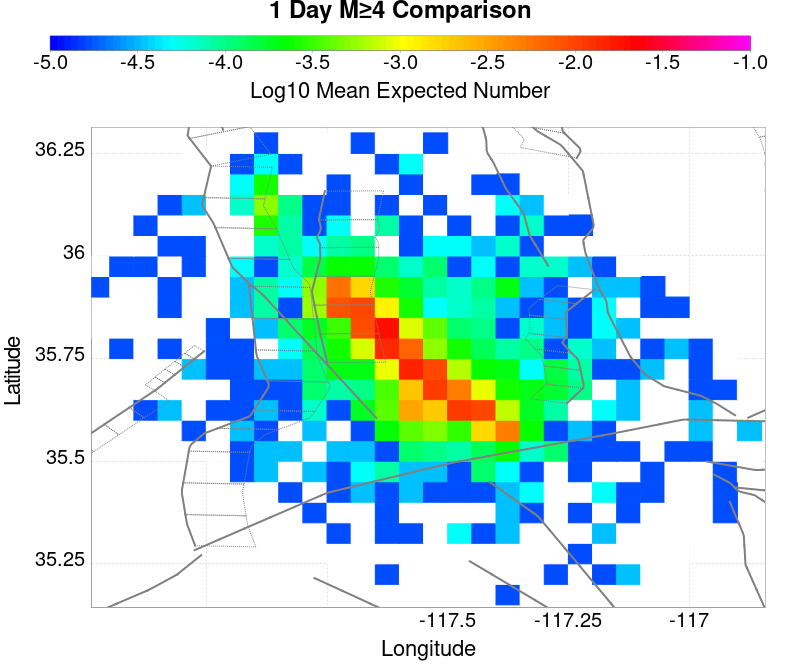 1 Day M≥4 Comparison
-5.0 -4.5 -4.0 -3.5 -3.0 -2.5 -2.0 -1.5 -1.0
Log10 Mean Expected Number
36.25
36
35.75
35.5
35.25
Latitude
-117.5 -117.25 -117
Longitude